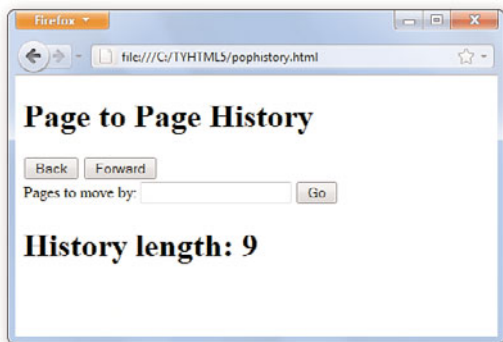 Firefox
file:///C:/TYHTML5/pophistory.html
Page to Page History
Back Forward
Pages to move by: Go
History length: 9